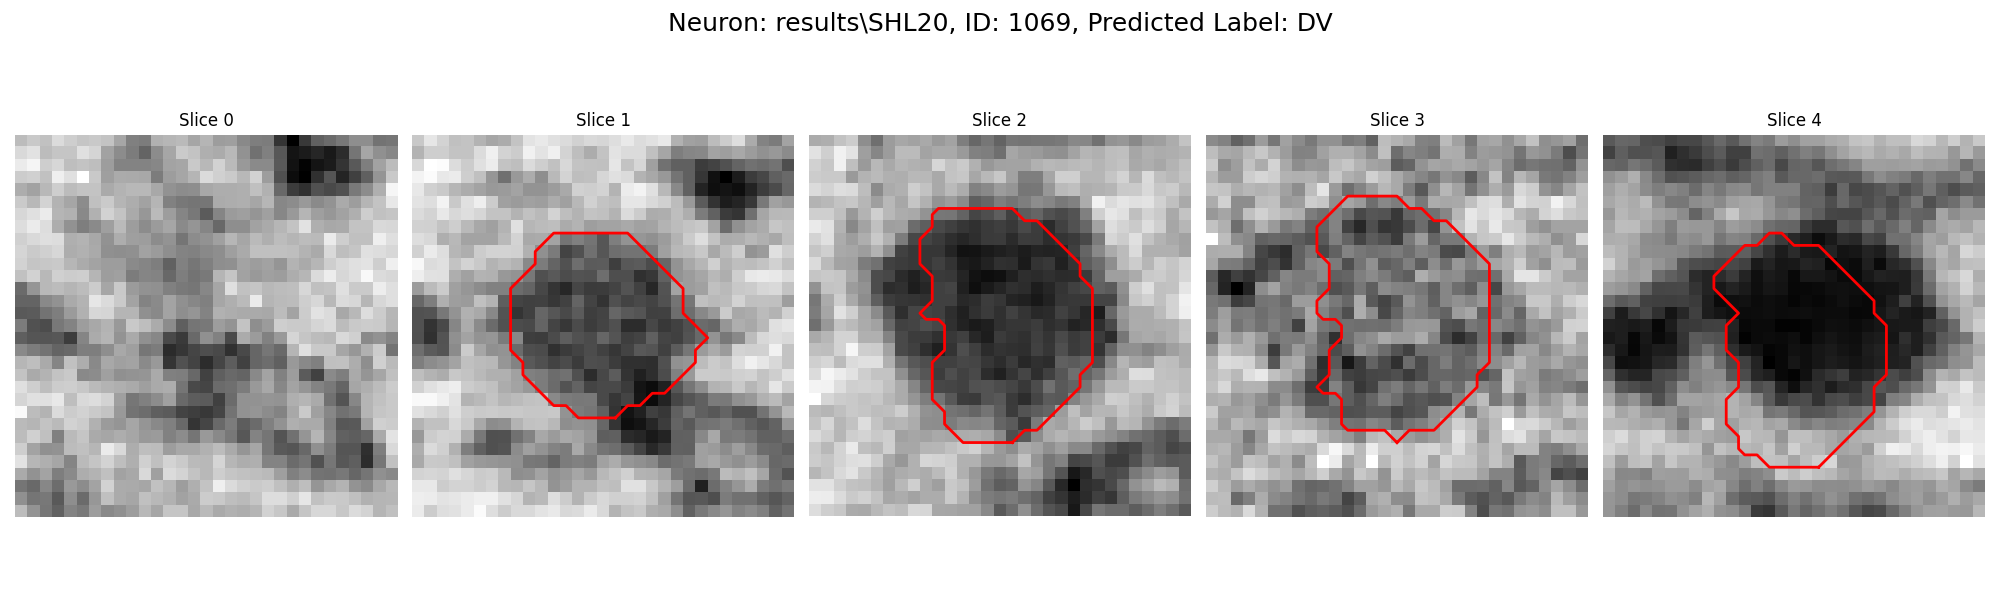 Neuron: results\SHL20, ID: 1069, Predicted Label: DV
Slice 0
Slice 1
Slice 2
Slice 3
Slice 4